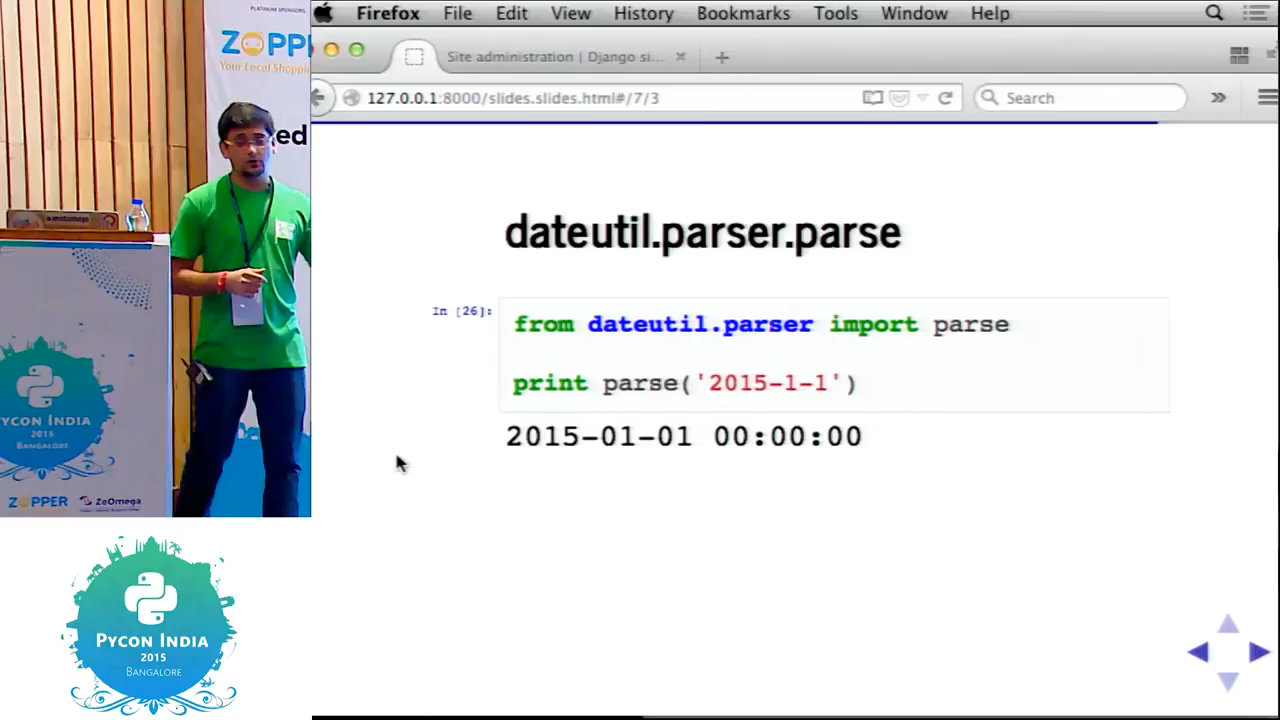 PLATINUM SPONSORS
ZOPP
Your Local Shoppi
ed
PYCON INDIA
2015
BANGALORE
ZOPPER
ZeOmega
PYCON INDIA
2015
BANGALORE
Firefox File Edit View History Bookmarks Tools Window Help
Site administration | Django si...
127.0.0.1:8000/slides.slides.html#/7/3
Search
dateutil.parser.parse
In [26]:
from dateutil.parser import parse
print parse('2015-1-1')
2015-01-01 00:00:00